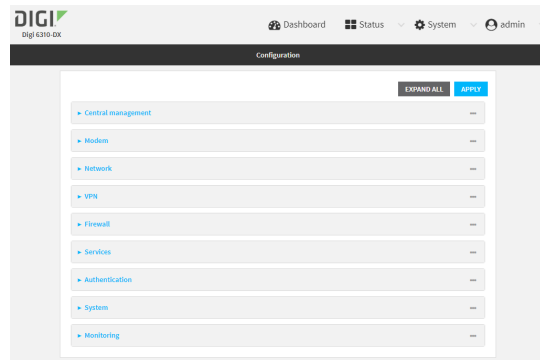 DIGI
Digi 6310-DX
Dashboard Status System admin
Configuration
EXPAND ALL APPLY
Central management
Modem
Network
VPN
Firewall
Services
Authentication
System
Monitoring